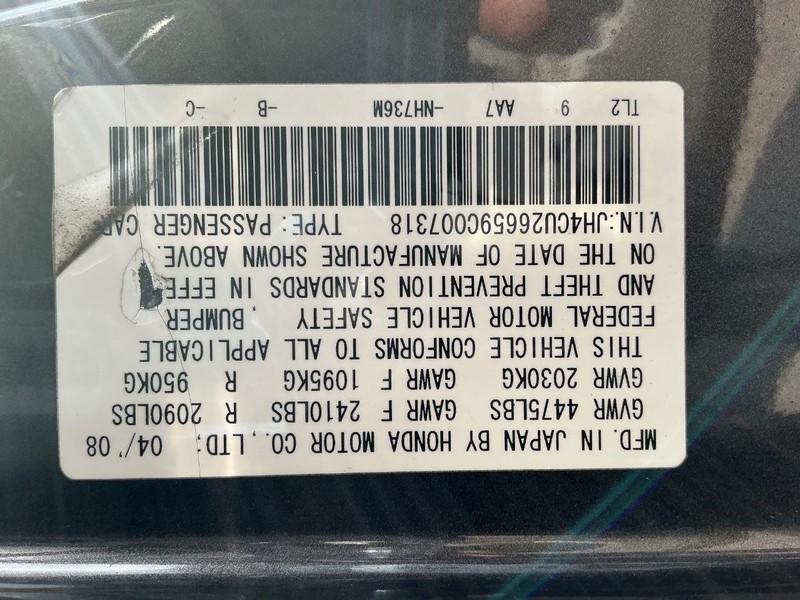 MFD. IN JAPAN BY HONDA MOTOR CO., LTD; 04/'08
GVWR 4475LBS GAWR F 2410LBS R 2090LBS
GVWR 2030KG GAWR F 1095KG R 950KG
THIS VEHICLE CONFORMS TO ALL APPLICABLE
FEDERAL MOTOR VEHICLE SAFETY , BUMPER
AND THEFT PREVENTION STANDARDS IN EFFE
ON THE DATE OF MANUFACTURE SHOWN ABOVE.
V.I.N:JH4CU26659C007318 TYPE:PASSENGER CAR
TL2 9 AA7 -NH736M -B -C